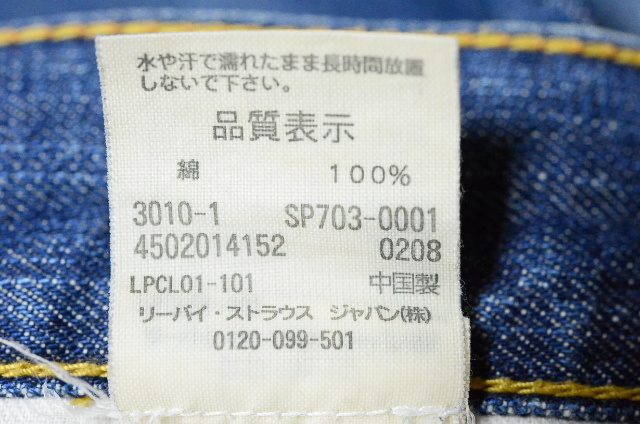 水や汗で濡れたまま長時間放置
しないで下さい。
品質表示
綿 100%
3010-1 SP703-0001
4502014152 0208
LPCL01-101 中国製
リーバイ・ストラウス ジャパン(株)
0120-099-501